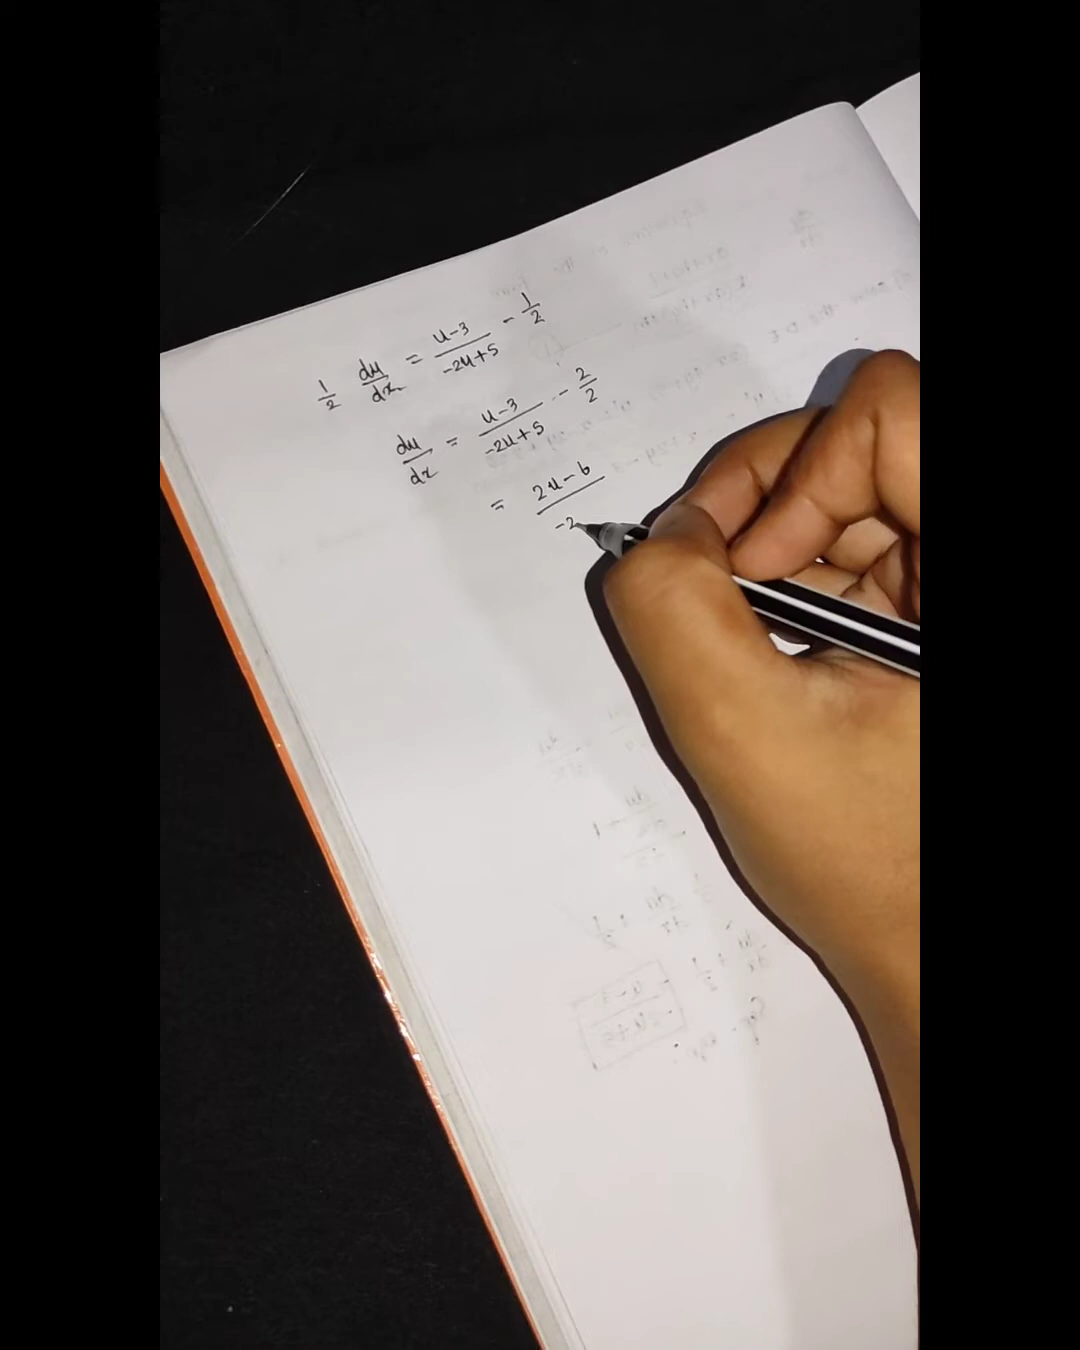 1/2 du/dx = u-3/-2u+5 - 1/2
du/dx = u-3/-2u+5 - 2/2
= 2u-6/-2